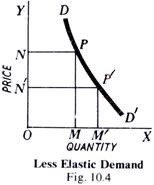 Y
D
N
P
PRICE
N'
P'
D'
O
M
M'
X
QUANTITY
Less Elastic Demand
Fig. 10.4